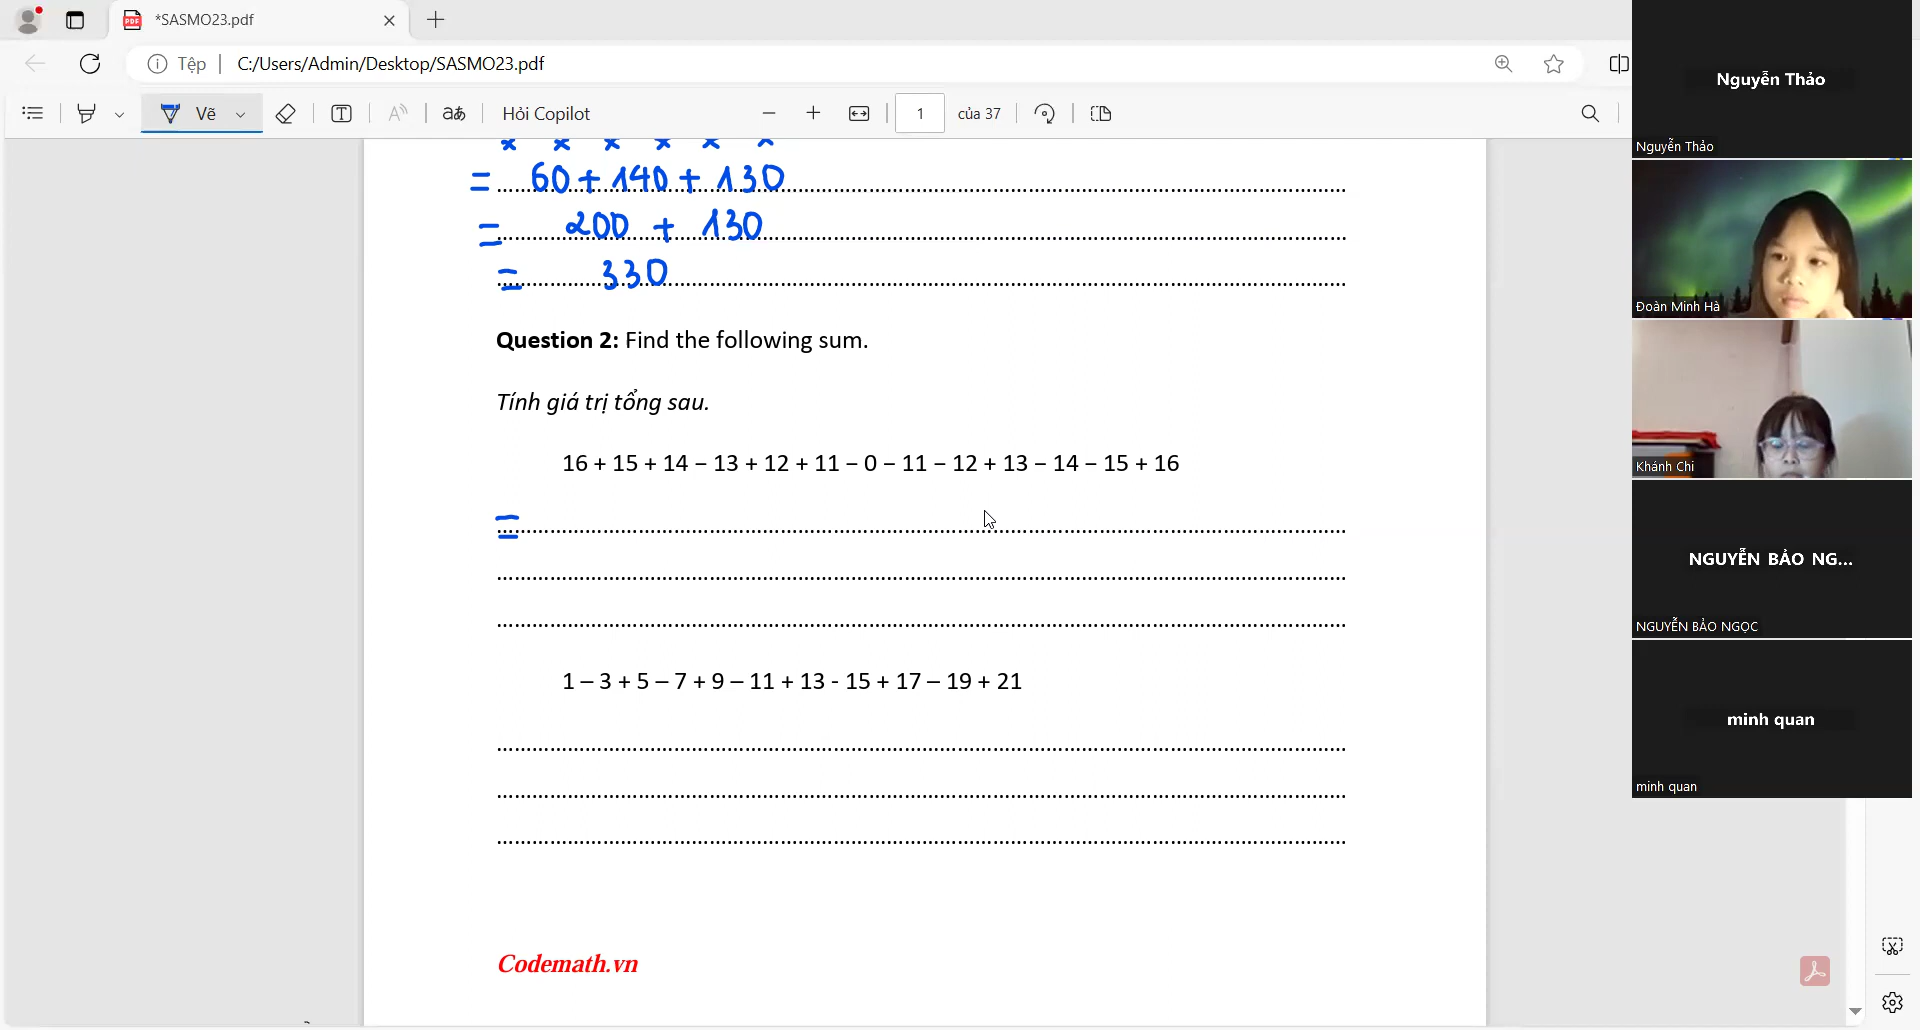 *SASMO23.pdf
Tệp
C:/Users/Admin/Desktop/SASMO23.pdf
Vẽ
aあ
Hỏi Copilot
1
của 37
= 60 + 140 + 130
= 200 + 130
= 330
Question 2: Find the following sum.
Tính giá trị tổng sau.
16 + 15 + 14 – 13 + 12 + 11 – 0 – 11 – 12 + 13 – 14 – 15 + 16
=
1 – 3 + 5 – 7 + 9 – 11 + 13 - 15 + 17 – 19 + 21
Codemath.vn
Nguyễn Thảo
Nguyễn Thảo
Đoàn Minh Hà
Khánh Chi
NGUYỄN BẢO NG...
NGUYỄN BẢO NGỌC
minh quan
minh quan